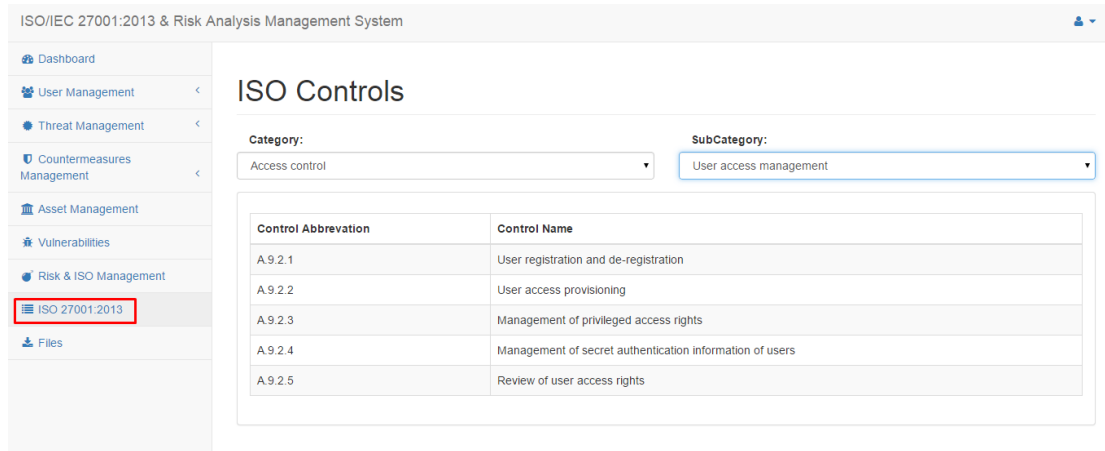 ISO/IEC 27001:2013 & Risk Analysis Management System
Dashboard
User Management
Threat Management
Countermeasures
Management
Asset Management
Vulnerabilities
Risk & ISO Management
ISO 27001:2013
Files
ISO Controls
Category:
SubCategory:
Access control
User access management
Control Abbrevation
Control Name
A.9.2.1
User registration and de-registration
A.9.2.2
User access provisioning
A.9.2.3
Management of privileged access rights
A.9.2.4
Management of secret authentication information of users
A.9.2.5
Review of user access rights